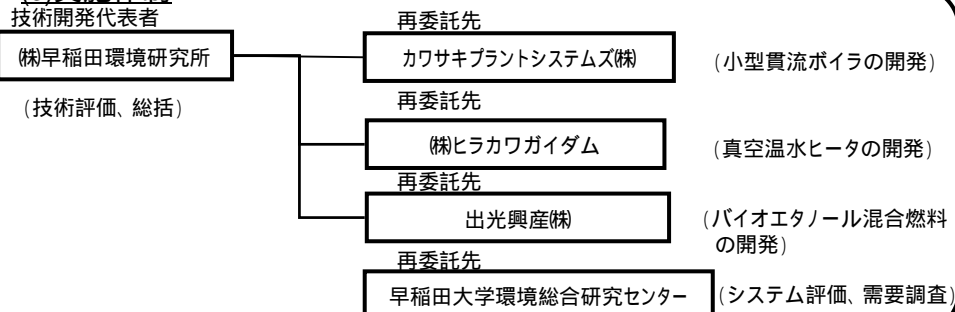 技術開発代表者
㈱早稲田環境研究所
(技術評価、総括)
再委託先
カワサキプラントシステムズ㈱
(小型貫流ボイラの開発)
再委託先
㈱ヒラカワガイダム
(真空温水ヒータの開発)
再委託先
出光興産㈱
(バイオエタノール混合燃料
の開発)
再委託先
早稲田大学環境総合研究センター
(システム評価、需要調査)